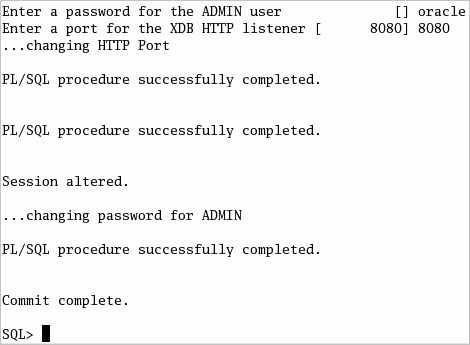 Enter a password for the ADMIN user              [] oracle
Enter a port for the XDB HTTP listener [      8080] 8080
...changing HTTP Port
PL/SQL procedure successfully completed.
PL/SQL procedure successfully completed.
Session altered.
...changing password for ADMIN
PL/SQL procedure successfully completed.
Commit complete.
SQL>